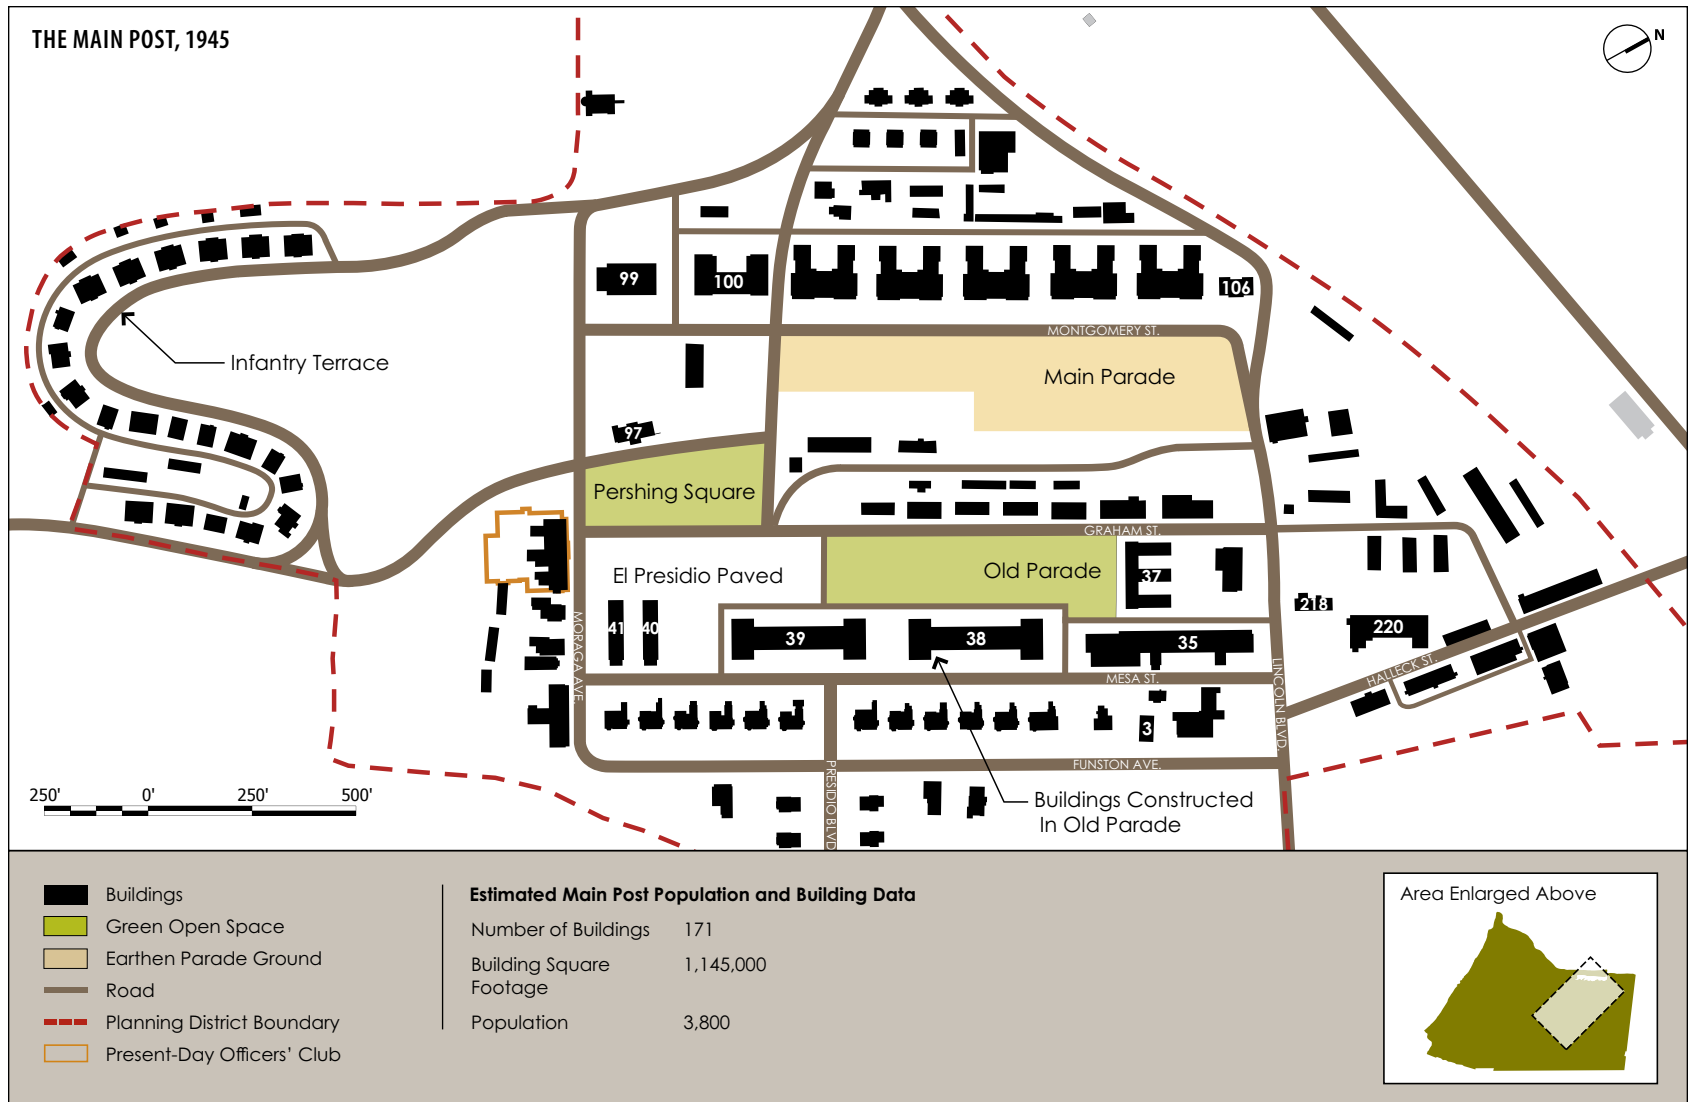 THE MAIN POST, 1945
N
99
100
106
MONTGOMERY ST.
Infantry Terrace
Main Parade
97
Pershing Square
GRAHAM ST.
El Presidio Paved
Old Parade
37
218
41
40
39
38
35
220
MORAGA AVE.
HALLECK ST.
MESA ST.
LINCOLN BLVD.
3
FUNSTON AVE.
PRESIDIO BLVD
Buildings Constructed
In Old Parade
250' 0' 250' 500'
Buildings
Green Open Space
Earthen Parade Ground
Road
Planning District Boundary
Present-Day Officers' Club
Estimated Main Post Population and Building Data
Number of Buildings 171
Building Square 1,145,000
Footage
Population 3,800
Area Enlarged Above